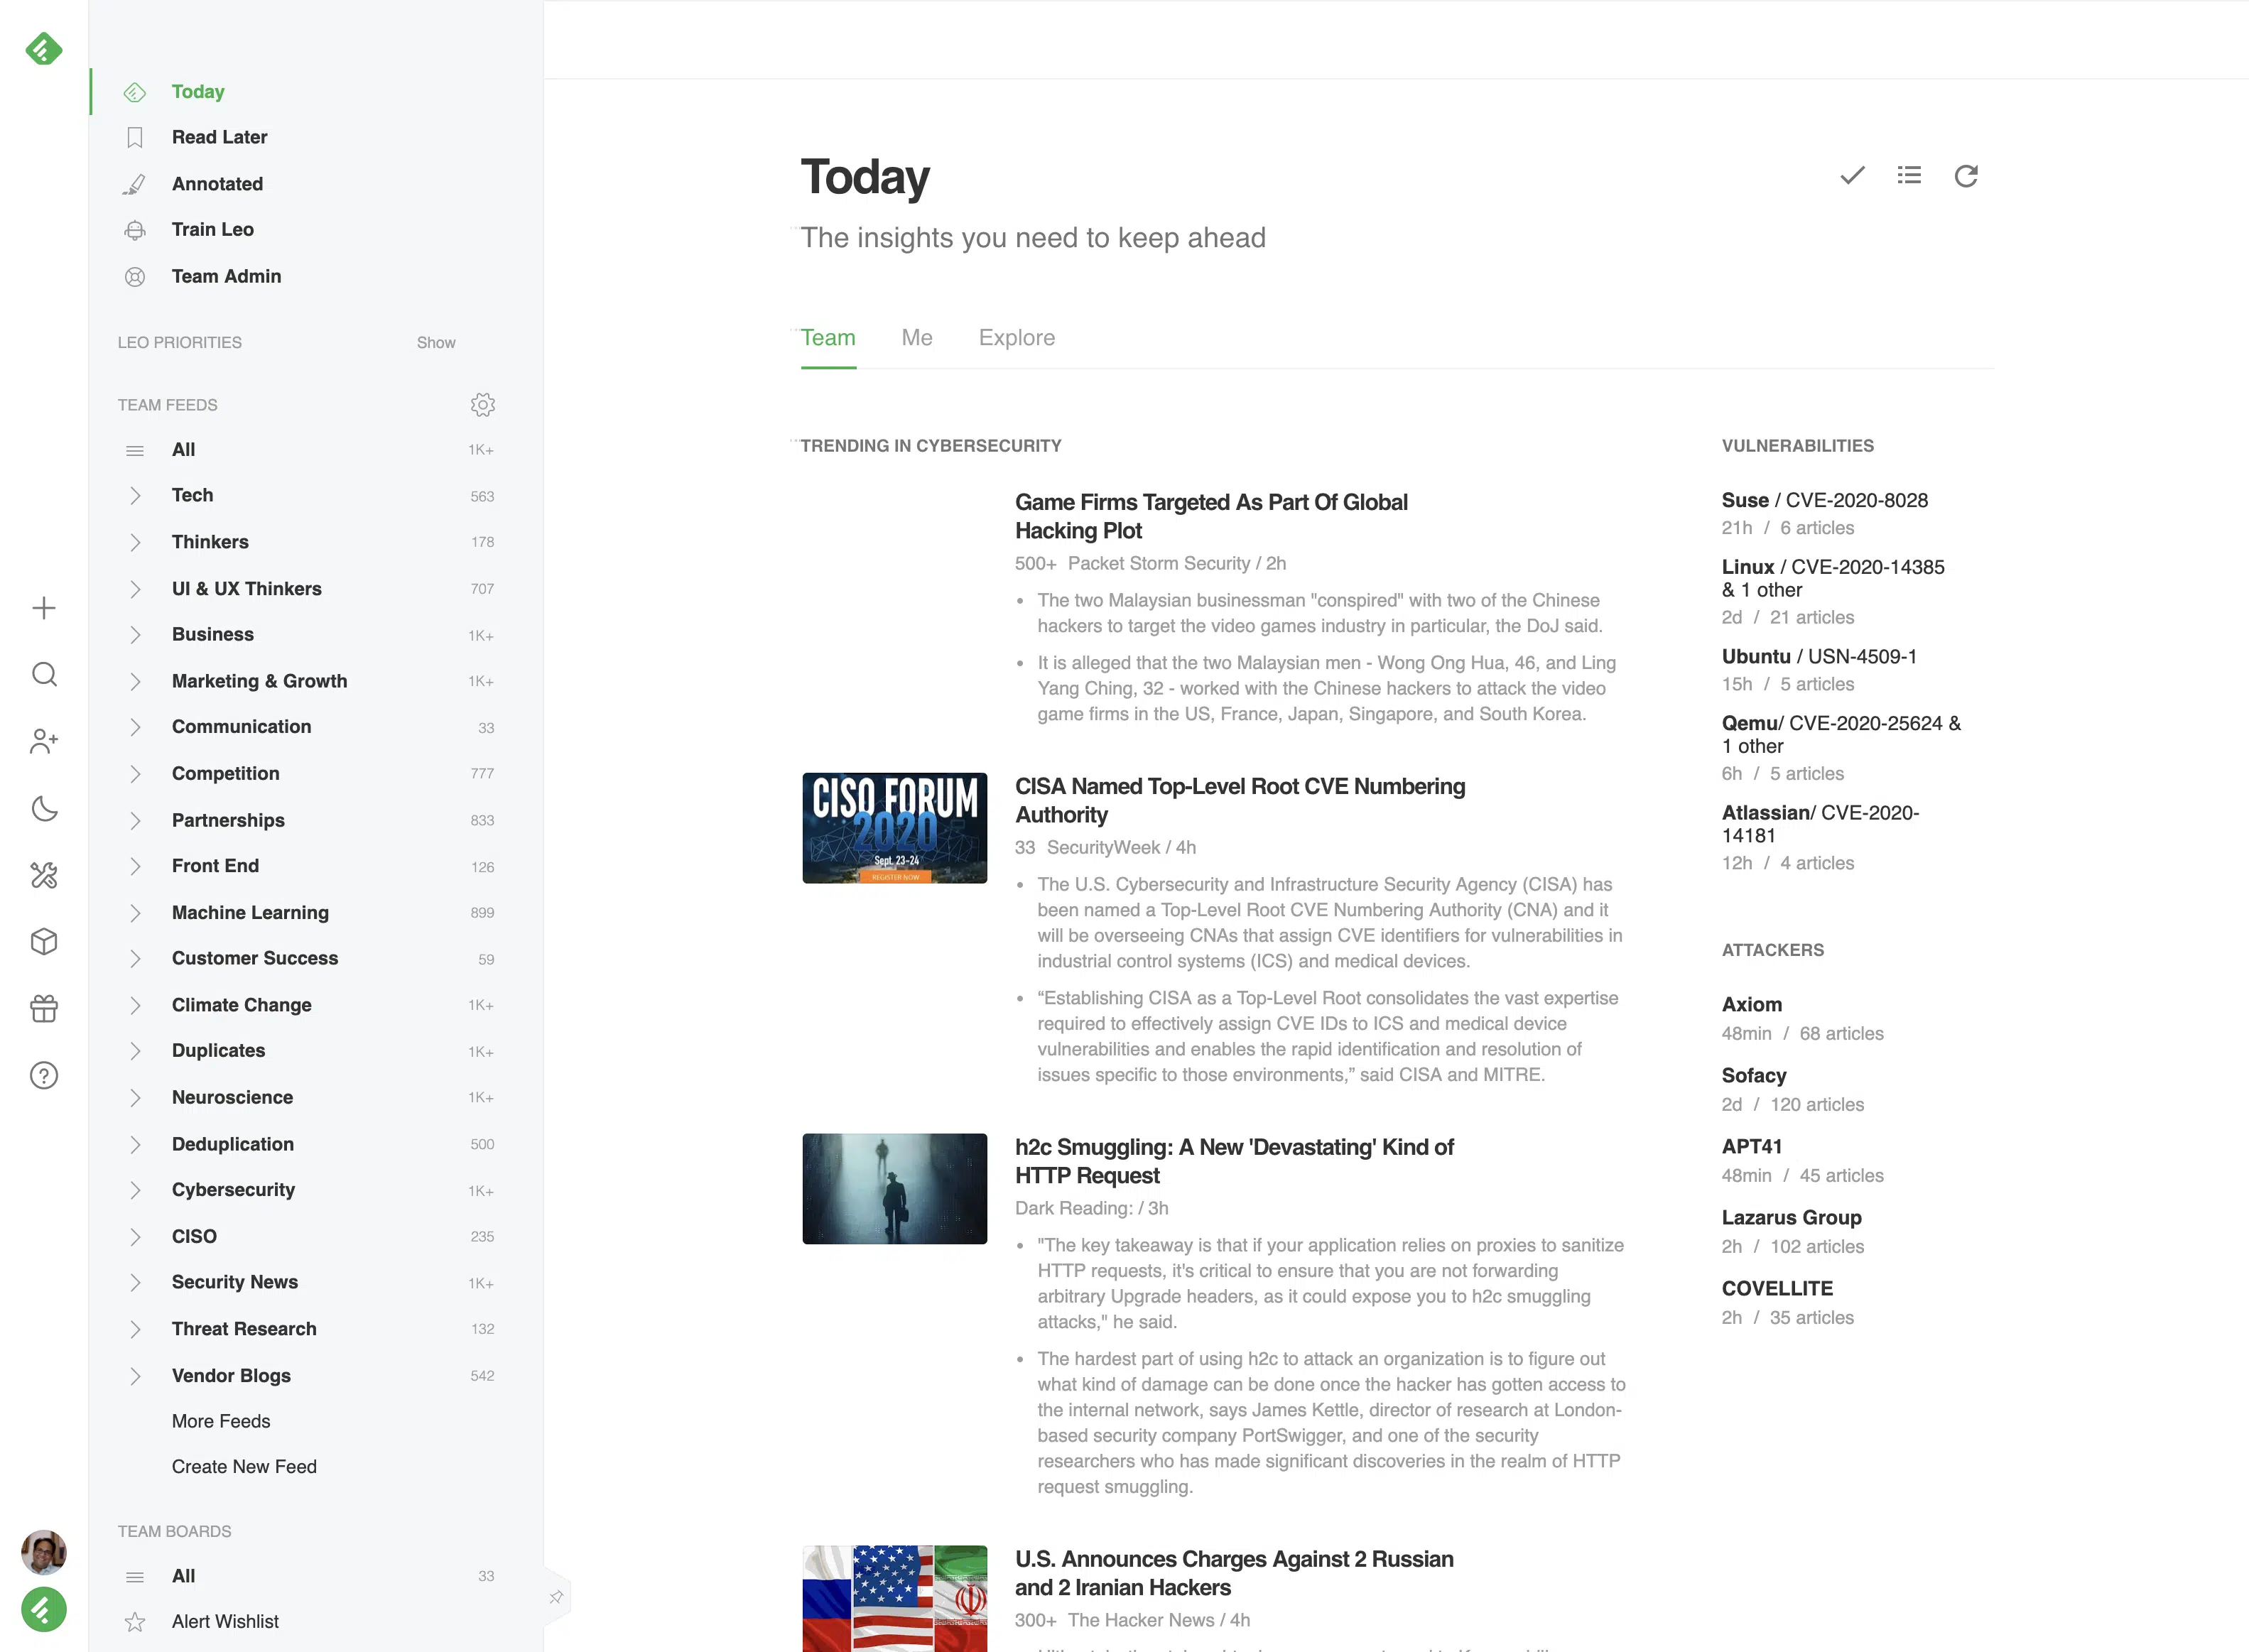 Today
Read Later
Annotated
Train Leo
Team Admin
LEO PRIORITIES Show
TEAM FEEDS
All 1K+
Tech 563
Thinkers 178
UI & UX Thinkers 707
Business 1K+
Marketing & Growth 1K+
Communication 33
Competition 777
Partnerships 833
Front End 126
Machine Learning 899
Customer Success 59
Climate Change 1K+
Duplicates 1K+
Neuroscience 1K+
Deduplication 500
Cybersecurity 1K+
CISO 235
Security News 1K+
Threat Research 132
Vendor Blogs 542
More Feeds
Create New Feed
TEAM BOARDS
All 33
Alert Wishlist
Today
The insights you need to keep ahead
Team Me Explore
TRENDING IN CYBERSECURITY
Game Firms Targeted As Part Of Global
Hacking Plot
500+ Packet Storm Security / 2h
• The two Malaysian businessman "conspired" with two of the Chinese
hackers to target the video games industry in particular, the DoJ said.
• It is alleged that the two Malaysian men - Wong Ong Hua, 46, and Ling
Yang Ching, 32 - worked with the Chinese hackers to attack the video
game firms in the US, France, Japan, Singapore, and South Korea.
CISO FORUM
2020
Sept. 23-24
REGISTER NOW
CISA Named Top-Level Root CVE Numbering
Authority
33 SecurityWeek / 4h
• The U.S. Cybersecurity and Infrastructure Security Agency (CISA) has
been named a Top-Level Root CVE Numbering Authority (CNA) and it
will be overseeing CNAs that assign CVE identifiers for vulnerabilities in
industrial control systems (ICS) and medical devices.
• “Establishing CISA as a Top-Level Root consolidates the vast expertise
required to effectively assign CVE IDs to ICS and medical device
vulnerabilities and enables the rapid identification and resolution of
issues specific to those environments,” said CISA and MITRE.
h2c Smuggling: A New 'Devastating' Kind of
HTTP Request
Dark Reading: / 3h
• "The key takeaway is that if your application relies on proxies to sanitize
HTTP requests, it's critical to ensure that you are not forwarding
arbitrary Upgrade headers, as it could expose you to h2c smuggling
attacks," he said.
• The hardest part of using h2c to attack an organization is to figure out
what kind of damage can be done once the hacker has gotten access to
the internal network, says James Kettle, director of research at London-
based security company PortSwigger, and one of the security
researchers who has made significant discoveries in the realm of HTTP
request smuggling.
U.S. Announces Charges Against 2 Russian
and 2 Iranian Hackers
300+ The Hacker News / 4h
VULNERABILITIES
Suse / CVE-2020-8028
21h / 6 articles
Linux / CVE-2020-14385
& 1 other
2d / 21 articles
Ubuntu / USN-4509-1
15h / 5 articles
Qemu/ CVE-2020-25624 &
1 other
6h / 5 articles
Atlassian/ CVE-2020-
14181
12h / 4 articles
ATTACKERS
Axiom
48min / 68 articles
Sofacy
2d / 120 articles
APT41
48min / 45 articles
Lazarus Group
2h / 102 articles
COVELLITE
2h / 35 articles